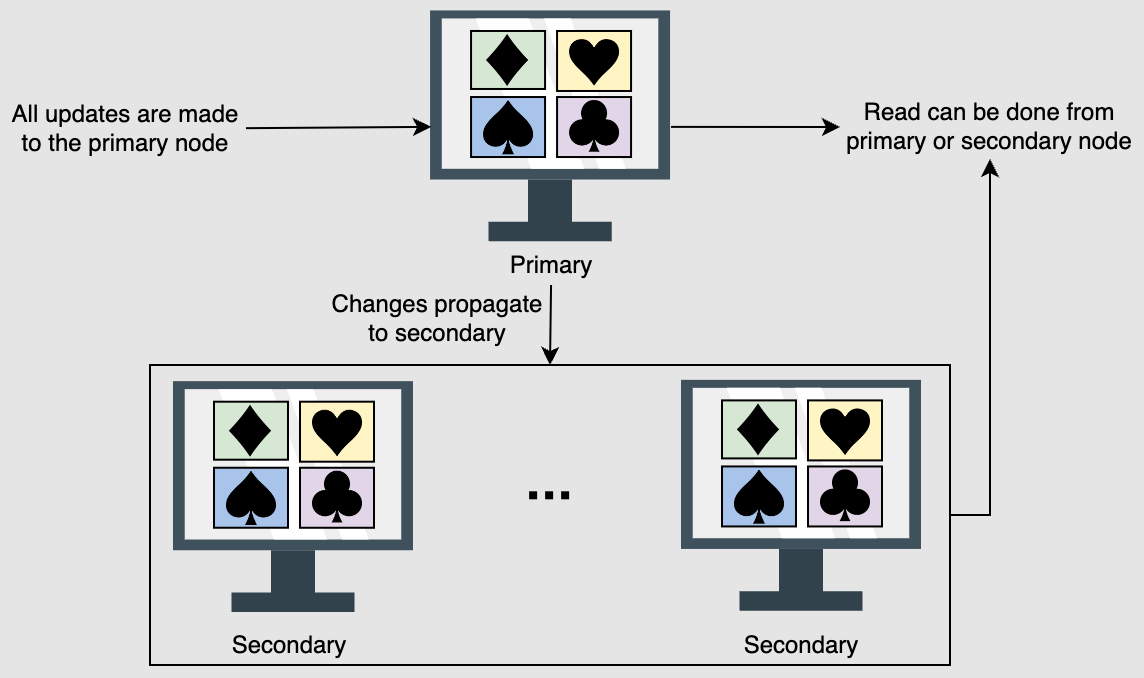 All updates are made
to the primary node
Read can be done from
primary or secondary node
Primary
Changes propagate
to secondary
...
Secondary
Secondary